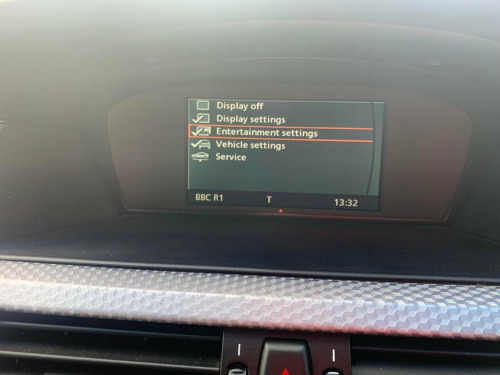 Display off
Display settings
Entertainment settings
Vehicle settings
Service
BBC R1 T 13:32